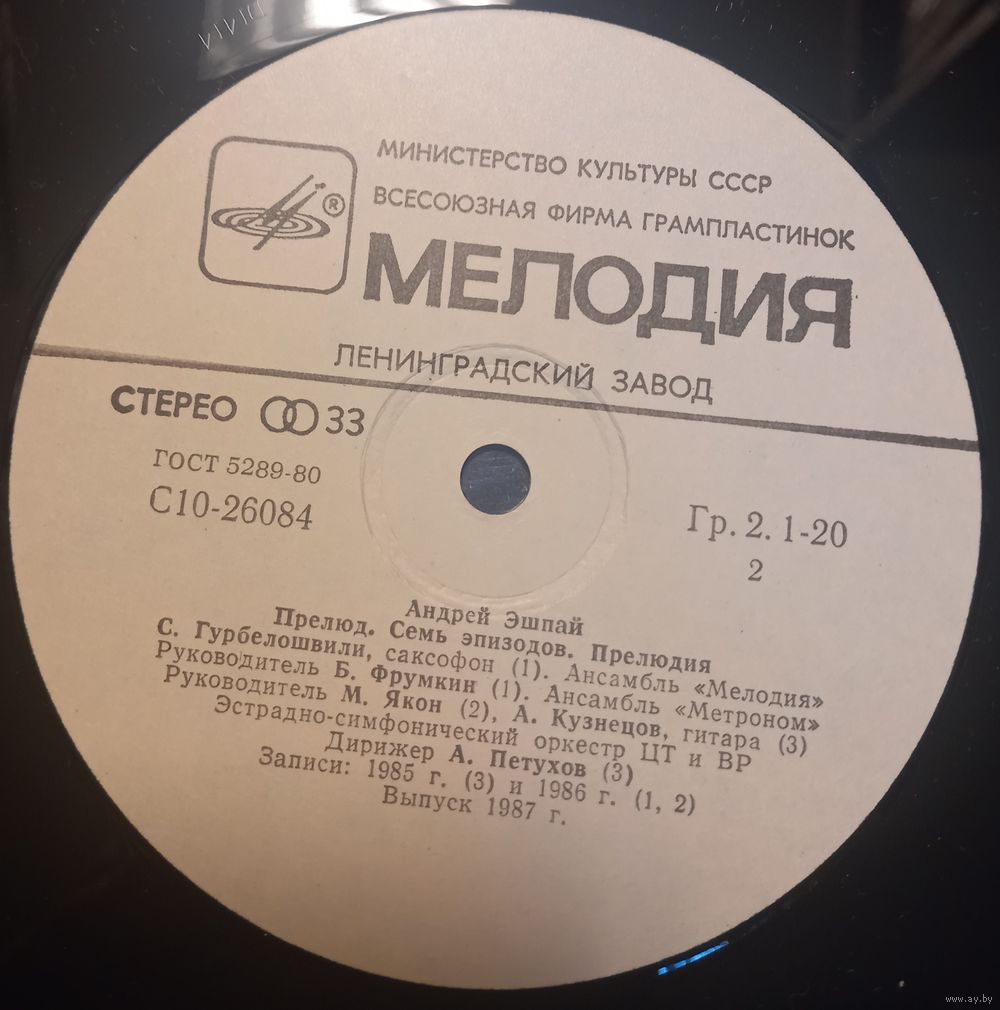 МИНИСТЕРСТВО КУЛЬТУРЫ СССР
ВСЕСОЮЗНАЯ ФИРМА ГРАМПЛАСТИНОК
®
МЕЛОДИЯ
ЛЕНИНГРАДСКИЙ ЗАВОД
СТЕРЕО 33
ГОСТ 5289-80
С10-26084
Гр. 2. 1-20
2
Андрей Эшпай
Прелюд. Семь эпизодов. Прелюдия
С. Гурбелошвили, саксофон (1). Ансамбль «Мелодия»
Руководитель Б. Фрумкин (1). Ансамбль «Метроном»
Руководитель М. Якон (2), А. Кузнецов, гитара (3)
Эстрадно-симфонический оркестр ЦТ и ВР
Дирижер А. Петухов (3)
Записи: 1985 г. (3) и 1986 г. (1, 2)
Выпуск 1987 г.
www.ay.by